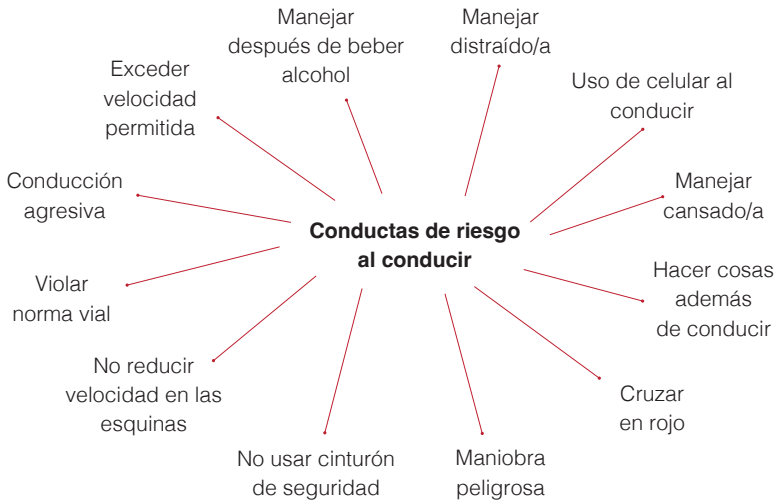 Manejar
después de beber
alcohol
Manejar
distraído/a
Uso de celular al
conducir
Manejar
cansado/a
Hacer cosas
además
de conducir
Cruzar
en rojo
Maniobra
peligrosa
No usar cinturón
de seguridad
No reducir
velocidad en las
esquinas
Violar
norma vial
Conducción
agresiva
Exceder
velocidad
permitida
Conductas de riesgo
al conducir